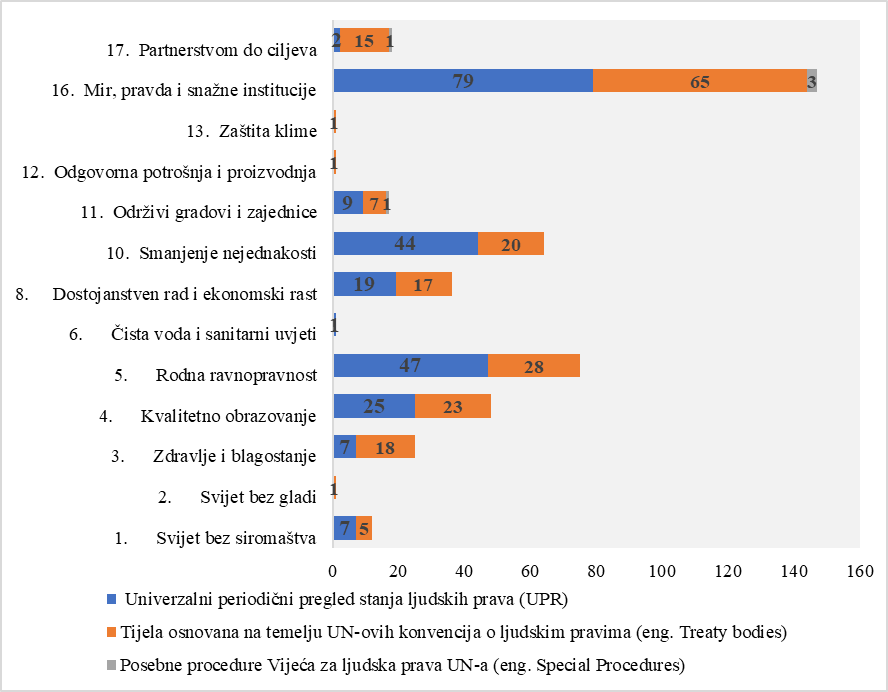 17. Partnerstvom do ciljeva 2 15 1
16. Mir, pravda i snažne institucije 79 65 3
13. Zaštita klime 1
12. Odgovorna potrošnja i proizvodnja 1
11. Održivi gradovi i zajednice 9 7 1
10. Smanjenje nejednakosti 44 20
8. Dostojanstven rad i ekonomski rast 19 17
6. Čista voda i sanitarni uvjeti 1
5. Rodna ravnopravnost 47 28
4. Kvalitetno obrazovanje 25 23
3. Zdravlje i blagostanje 7 18
2. Svijet bez gladi 1
1. Svijet bez siromaštva 7 5
0 20 40 60 80 100 120 140 160
Univerzalni periodični pregled stanja ljudskih prava (UPR)
Tijela osnovana na temelju UN-ovih konvencija o ljudskim pravima (eng. Treaty bodies)
Posebne procedure Vijeća za ljudska prava UN-a (eng. Special Procedures)